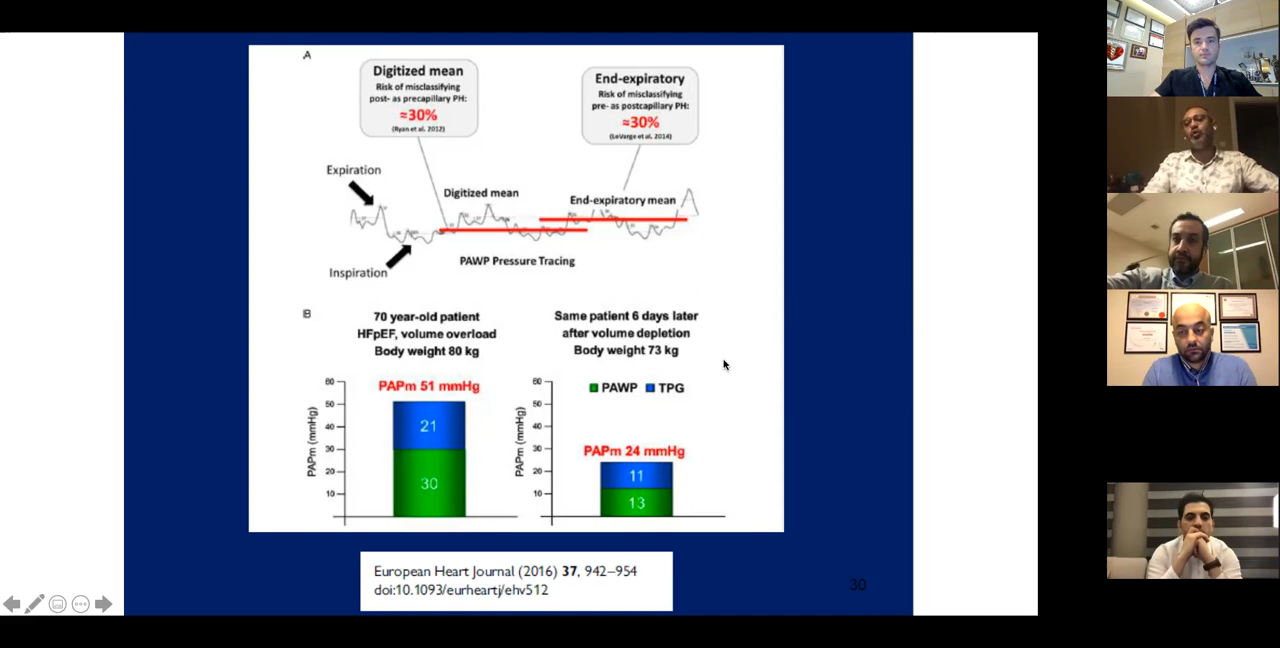 A
Digitized mean
Risk of misclassifying
post- as precapillary PH:
≈30%
(Ryan et al. 2012)
End-expiratory
Risk of misclassifying
pre- as postcapillary PH:
≈30%
(LeVarge et al. 2014)
Expiration
Digitized mean
End-expiratory mean
Inspiration
PAWP Pressure Tracing
B
70 year-old patient
HFpEF, volume overload
Body weight 80 kg
Same patient 6 days later
after volume depletion
Body weight 73 kg
PAPm 51 mmHg
PAPm (mmHg)
60
50
40
30
20
10
21
30
PAWP TPG
PAPm 24 mmHg
PAPm (mmHg)
60
50
40
30
20
10
11
13
European Heart Journal (2016) 37, 942–954
doi:10.1093/eurheartj/ehv512
30